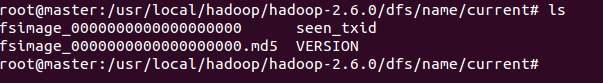 root@master:/usr/local/hadoop/hadoop-2.6.0/dfs/name/current# ls
fsimage_0000000000000000000      seen_txid
fsimage_0000000000000000000.md5  VERSION
root@master:/usr/local/hadoop/hadoop-2.6.0/dfs/name/current#